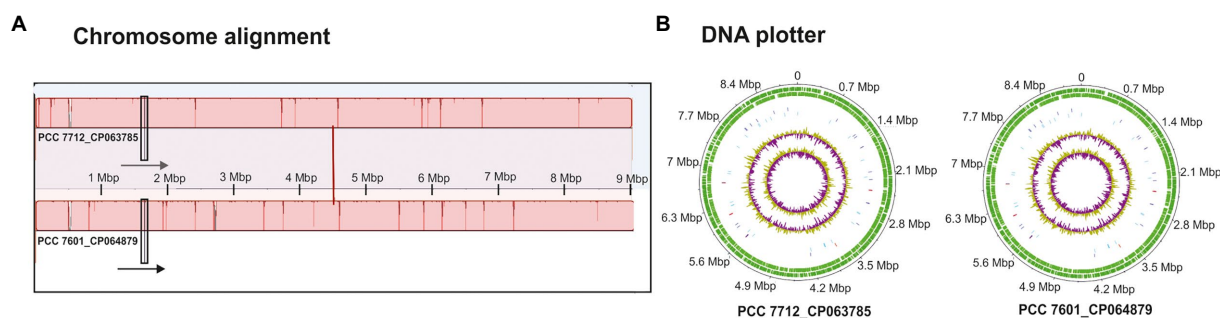 A
Chromosome alignment
PCC 7712_CP063785
1 Mbp 2 Mbp 3 Mbp 4 Mbp 5 Mbp 6 Mbp 7 Mbp 8 Mbp 9 Mbp
PCC 7601_CP064879
B
DNA plotter
0
0.7 Mbp
1.4 Mbp
2.1 Mbp
2.8 Mbp
3.5 Mbp
4.2 Mbp
4.9 Mbp
5.6 Mbp
6.3 Mbp
7 Mbp
7.7 Mbp
8.4 Mbp
PCC 7712_CP063785
0
0.7 Mbp
1.4 Mbp
2.1 Mbp
2.8 Mbp
3.5 Mbp
4.2 Mbp
4.9 Mbp
5.6 Mbp
6.3 Mbp
7 Mbp
7.7 Mbp
8.4 Mbp
PCC 7601_CP064879